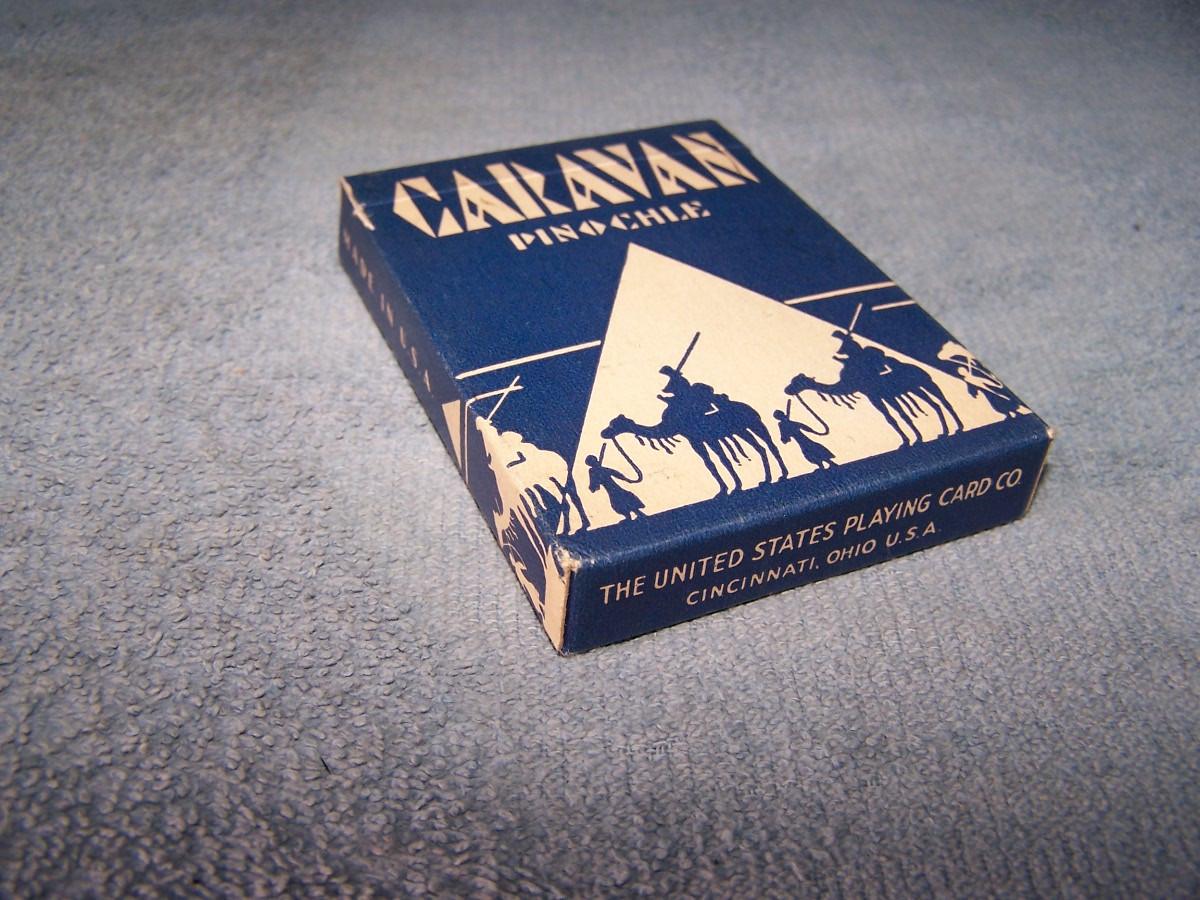 CARAVAN
PINOCHLE
MADE IN U.S.A
THE UNITED STATES PLAYING CARD CO.
CINCINNATI, OHIO U.S.A.